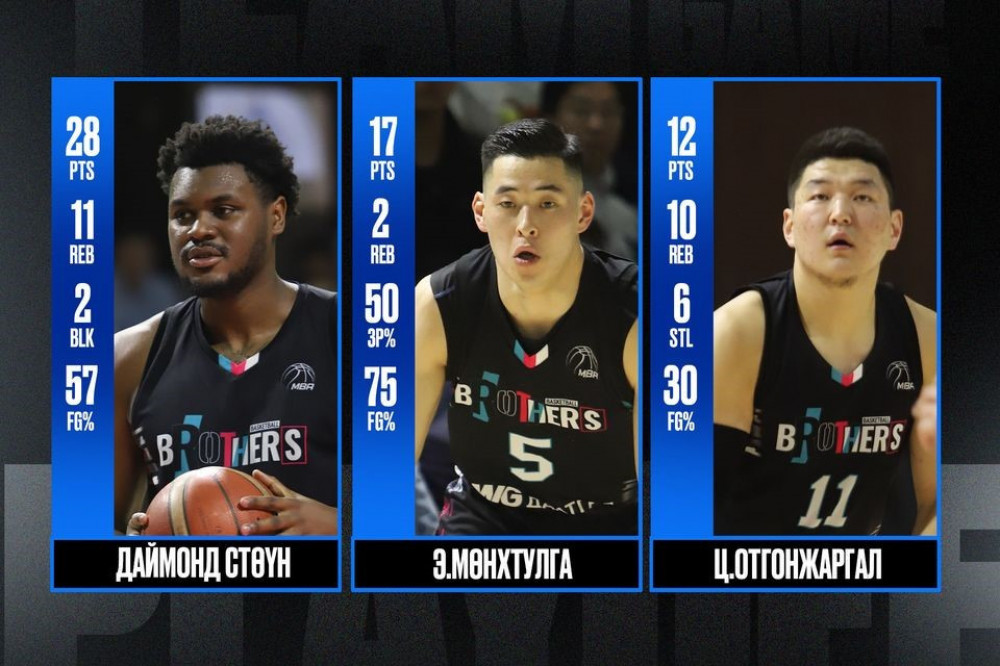 28
PTS
11
REB
2
BLK
57
FG%
MBA
BASKETBALL
BROTHERS
ДАЙМОНД СТӨҮН
17
PTS
2
REB
50
3P%
75
FG%
MBA
BASKETBALL
BROTHERS
5
Э.МӨНХТУЛГА
12
PTS
10
REB
6
STL
30
FG%
MBA
BASKETBALL
BROTHERS
11
Ц.ОТГОНЖАРГАЛ